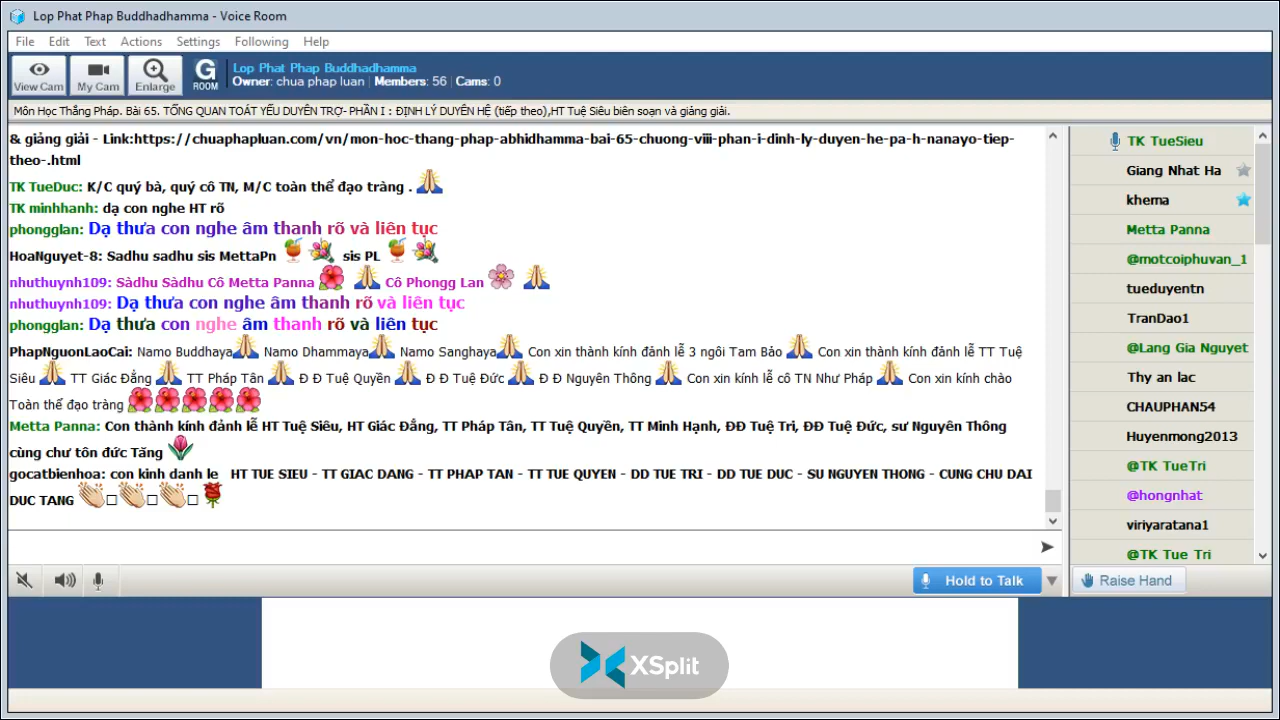 Lop Phat Phap Buddhadhamma - Voice Room
File Edit Text Actions Settings Following Help
View Cam My Cam Enlarge G ROOM
Lop Phat Phap Buddhadhamma
Owner: chua phap luan | Members: 56 | Cams: 0
Môn Học Thắng Pháp. Bài 65. TỔNG QUAN TOÁT YẾU DUYÊN TRỢ- PHẦN I : ĐỊNH LÝ DUYÊN HỆ (tiếp theo),HT Tuệ Siêu biên soạn và giảng giải.
& giảng giải - Link:https://chuaphapluan.com/vn/mon-hoc-thang-phap-abhidhamma-bai-65-chuong-viii-phan-i-dinh-ly-duyen-he-pa-h-nanayo-tiep-
theo-.html
TK TueDuc: K/C quý bà, quý cô TN, M/C toàn thể đạo tràng . 🙏
TK minhhanh: dạ con nghe HT rõ
phongglan: Dạ thưa con nghe âm thanh rõ và liên tục
HoaNguyet-8: Sadhu sadhu sis MettaPn 🍹 💐 sis PL 🍹 💐
nhuthuynh109: Sàdhu Sàdhu Cô Metta Panna 🌺 🙏 Cô Phongg Lan 🌸 🙏
nhuthuynh109: Dạ thưa con nghe âm thanh rõ và liên tục
phongglan: Dạ thưa con nghe âm thanh rõ và liên tục
PhapNguonLaoCai: Namo Buddhaya🙏 Namo Dhammaya🙏 Namo Sanghaya🙏 Con xin thành kính đảnh lễ 3 ngôi Tam Bảo 🙏 Con xin thành kính đảnh lễ TT Tuệ
Siêu 🙏 TT Giác Đẳng 🙏 TT Pháp Tân 🙏 Đ Đ Tuệ Quyền 🙏 Đ Đ Tuệ Đức 🙏 Đ Đ Nguyên Thông 🙏 Con xin kính lễ cô TN Như Pháp 🙏 Con xin kính chào
Toàn thể đạo tràng 🌺🌺🌺🌺🌺
Metta Panna: Con thành kính đảnh lễ HT Tuệ Siêu, HT Giác Đẳng, TT Pháp Tân, TT Tuệ Quyền, TT Minh Hạnh, ĐĐ Tuệ Tri, ĐĐ Tuệ Đức, sư Nguyên Thông
cùng chư tôn đức Tăng 🌷
gocatbienhoa: con kinh danh le HT TUE SIEU - TT GIAC DANG - TT PHAP TAN - TT TUE QUYEN - DD TUE TRI - DD TUE DUC - SU NGUYEN THONG - CUNG CHU DAI
DUC TANG 👏🏻□👏🏻□👏🏻□🌹
TK TueSieu
Giang Nhat Ha
khema
Metta Panna
@motcoiphuvan_1
tueduyentn
TranDao1
@Lang Gia Nguyet
Thy an lac
CHAUPHAN54
Huyenmong2013
@TK TueTri
@hongnhat
viriyaratana1
@TK Tue Tri
Hold to Talk
Raise Hand
XSplit